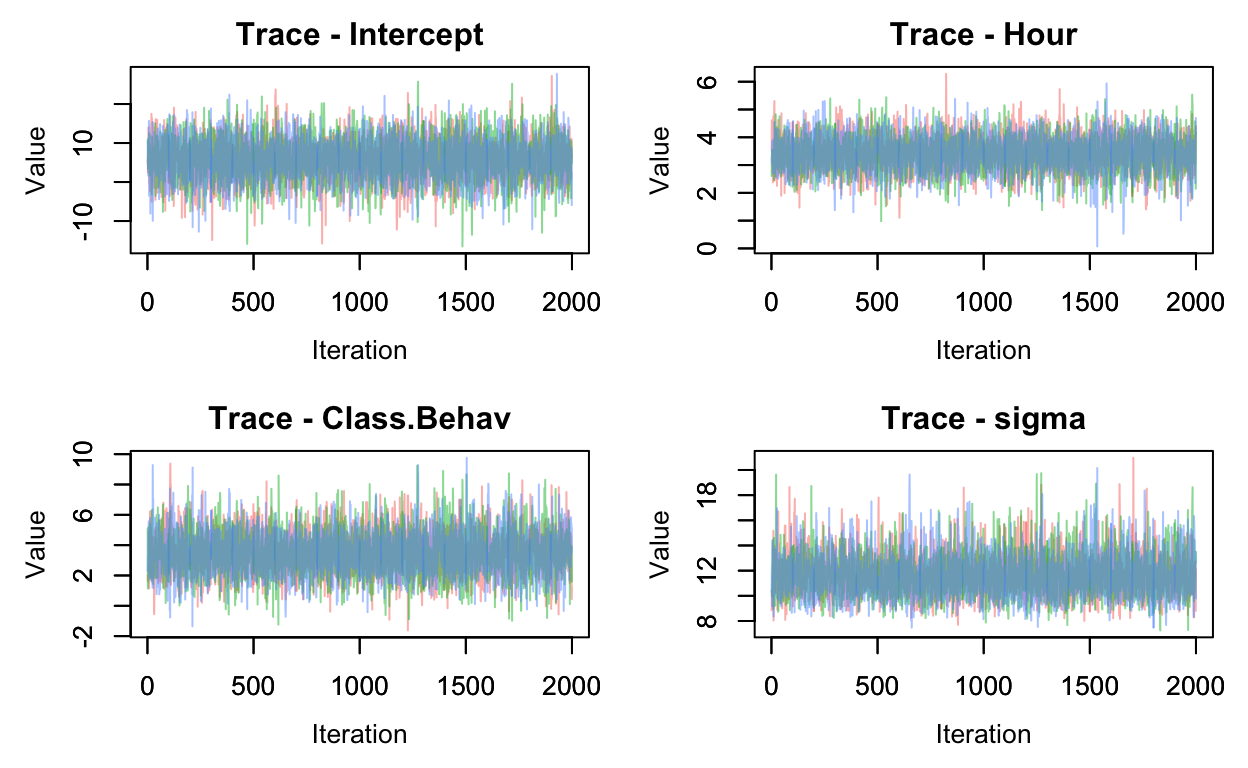 Trace - Intercept
Value
10
-10
0 500 1000 1500 2000
Iteration
Trace - Hour
Value
6
4
2
0
0 500 1000 1500 2000
Iteration
Trace - Class.Behav
Value
10
6
2
-2
0 500 1000 1500 2000
Iteration
Trace - sigma
Value
18
12
8
0 500 1000 1500 2000
Iteration